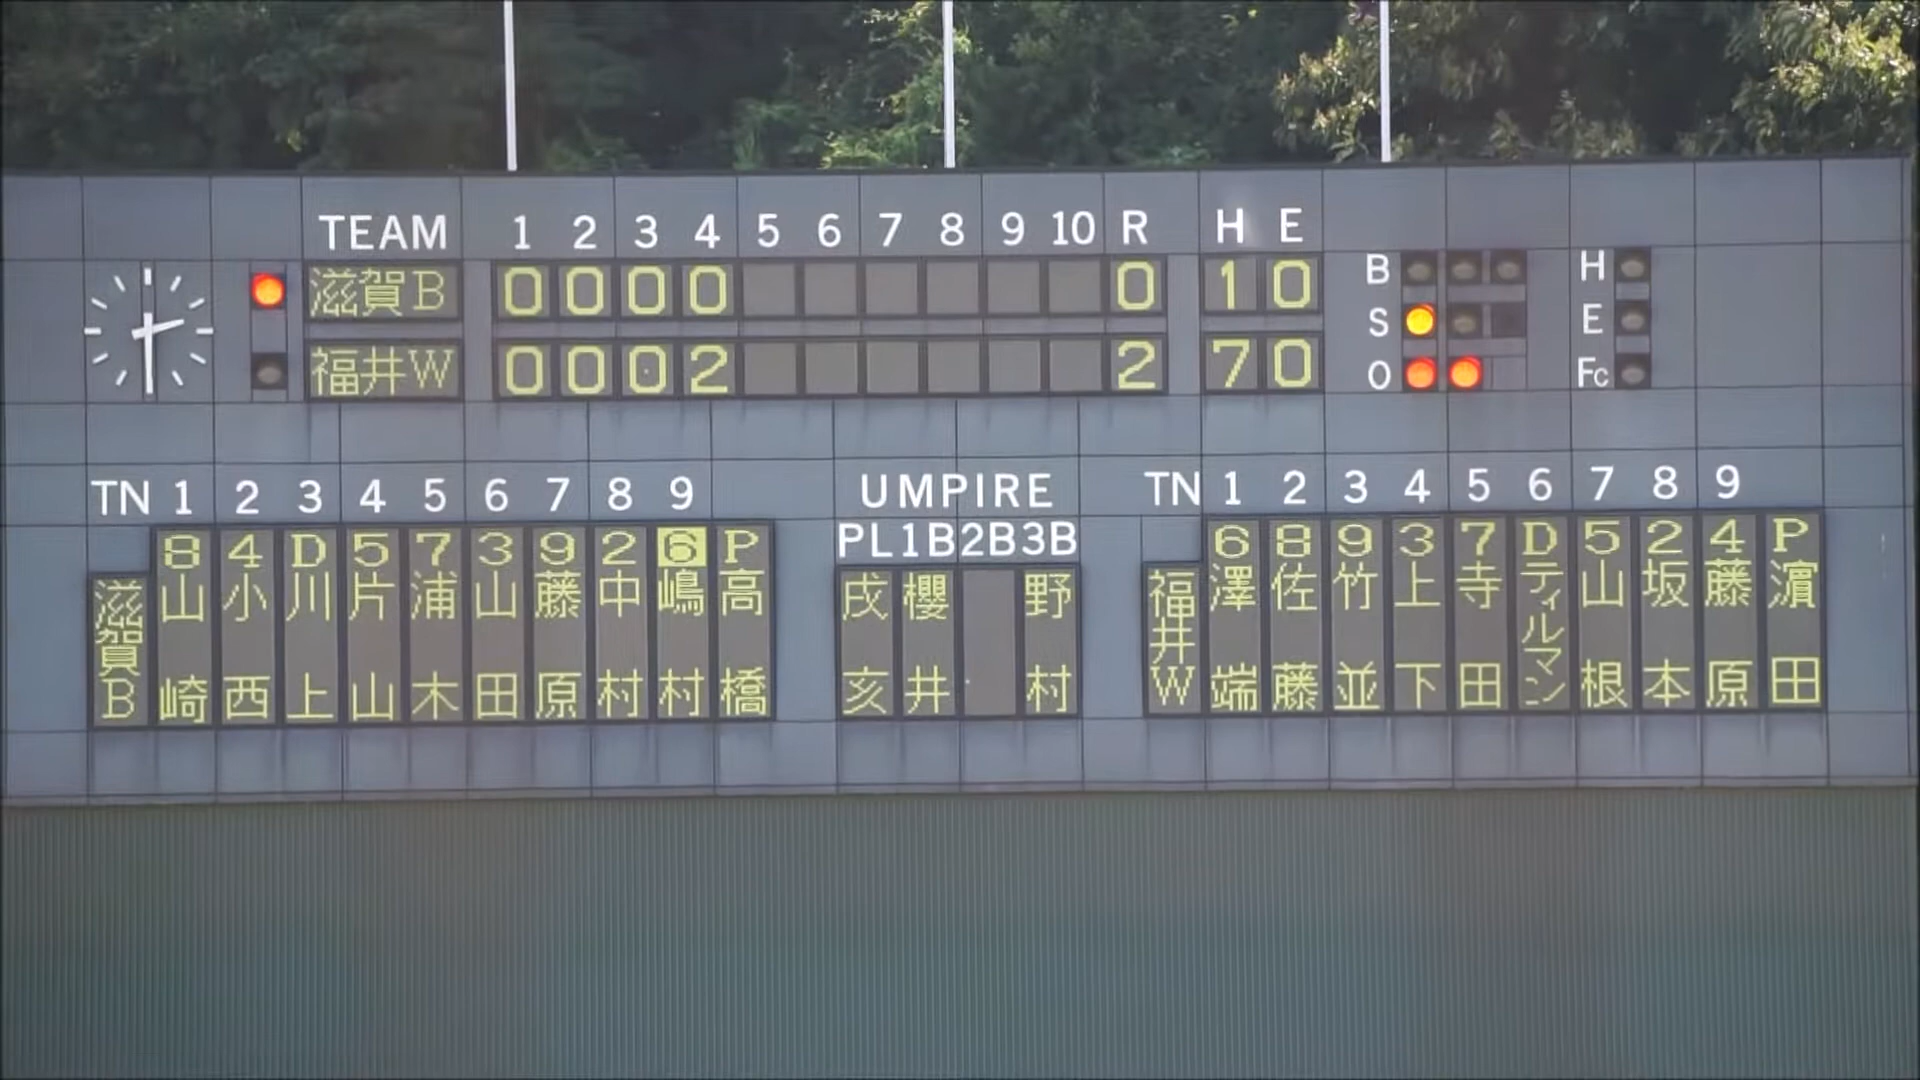 TEAM 1 2 3 4 5 6 7 8 9 10 R H E
滋賀B 0 0 0 0 0 1 0
福井W 0 0 0 2 2 7 0
B
S
O
H
E
Fc
TN 1 2 3 4 5 6 7 8 9
8 4 D 5 7 3 9 2 6 P
滋賀B
山崎
小西
川上
片山
浦木
山田
藤原
中村
嶋村
高橋
UMPIRE
PL 1B 2B 3B
戌亥
櫻井
野村
TN 1 2 3 4 5 6 7 8 9
6 8 9 3 7 D 5 2 4 P
福井W
澤端
佐藤
竹並
上下
寺田
ティルマン
山根
坂本
藤原
濵田